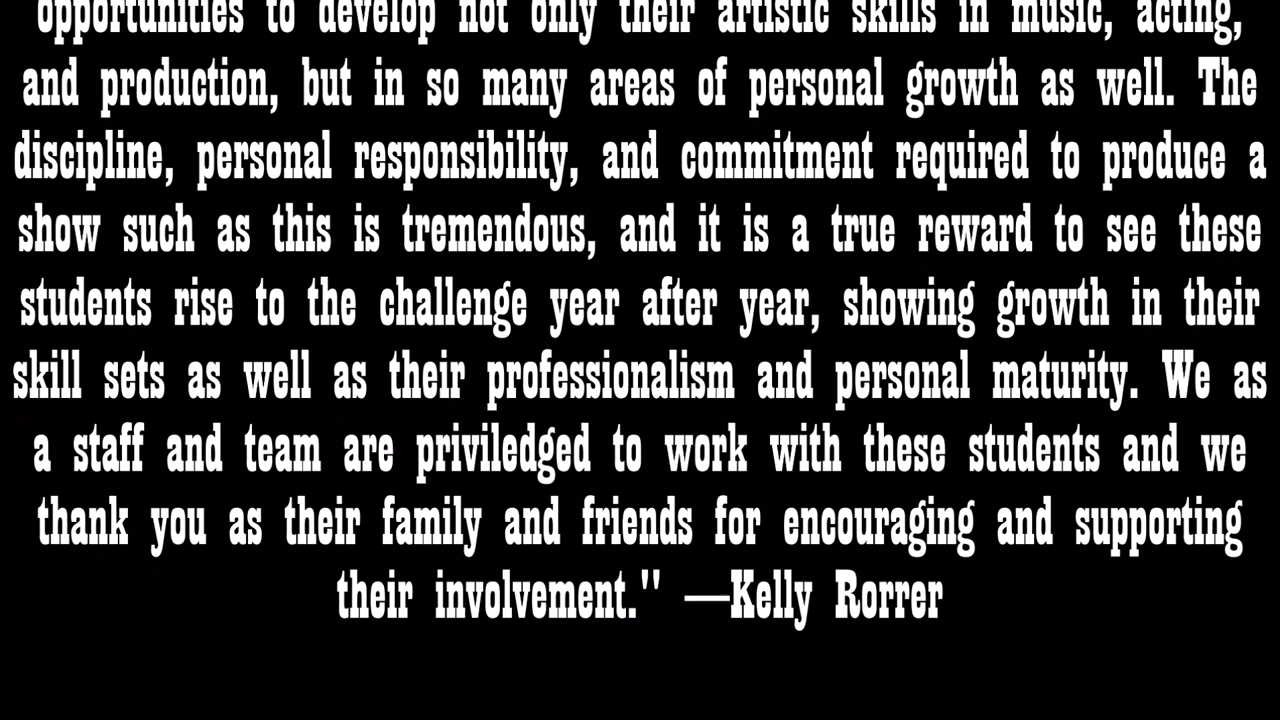 opportunities to develop not only their artistic skills in music, acting,
and production, but in so many areas of personal growth as well. The
discipline, personal responsibility, and commitment required to produce a
show such as this is tremendous, and it is a true reward to see these
students rise to the challenge year after year, showing growth in their
skill sets as well as their professionalism and personal maturity. We as
a staff and team are priviledged to work with these students and we
thank you as their family and friends for encouraging and supporting
their involvement." —Kelly Rorrer